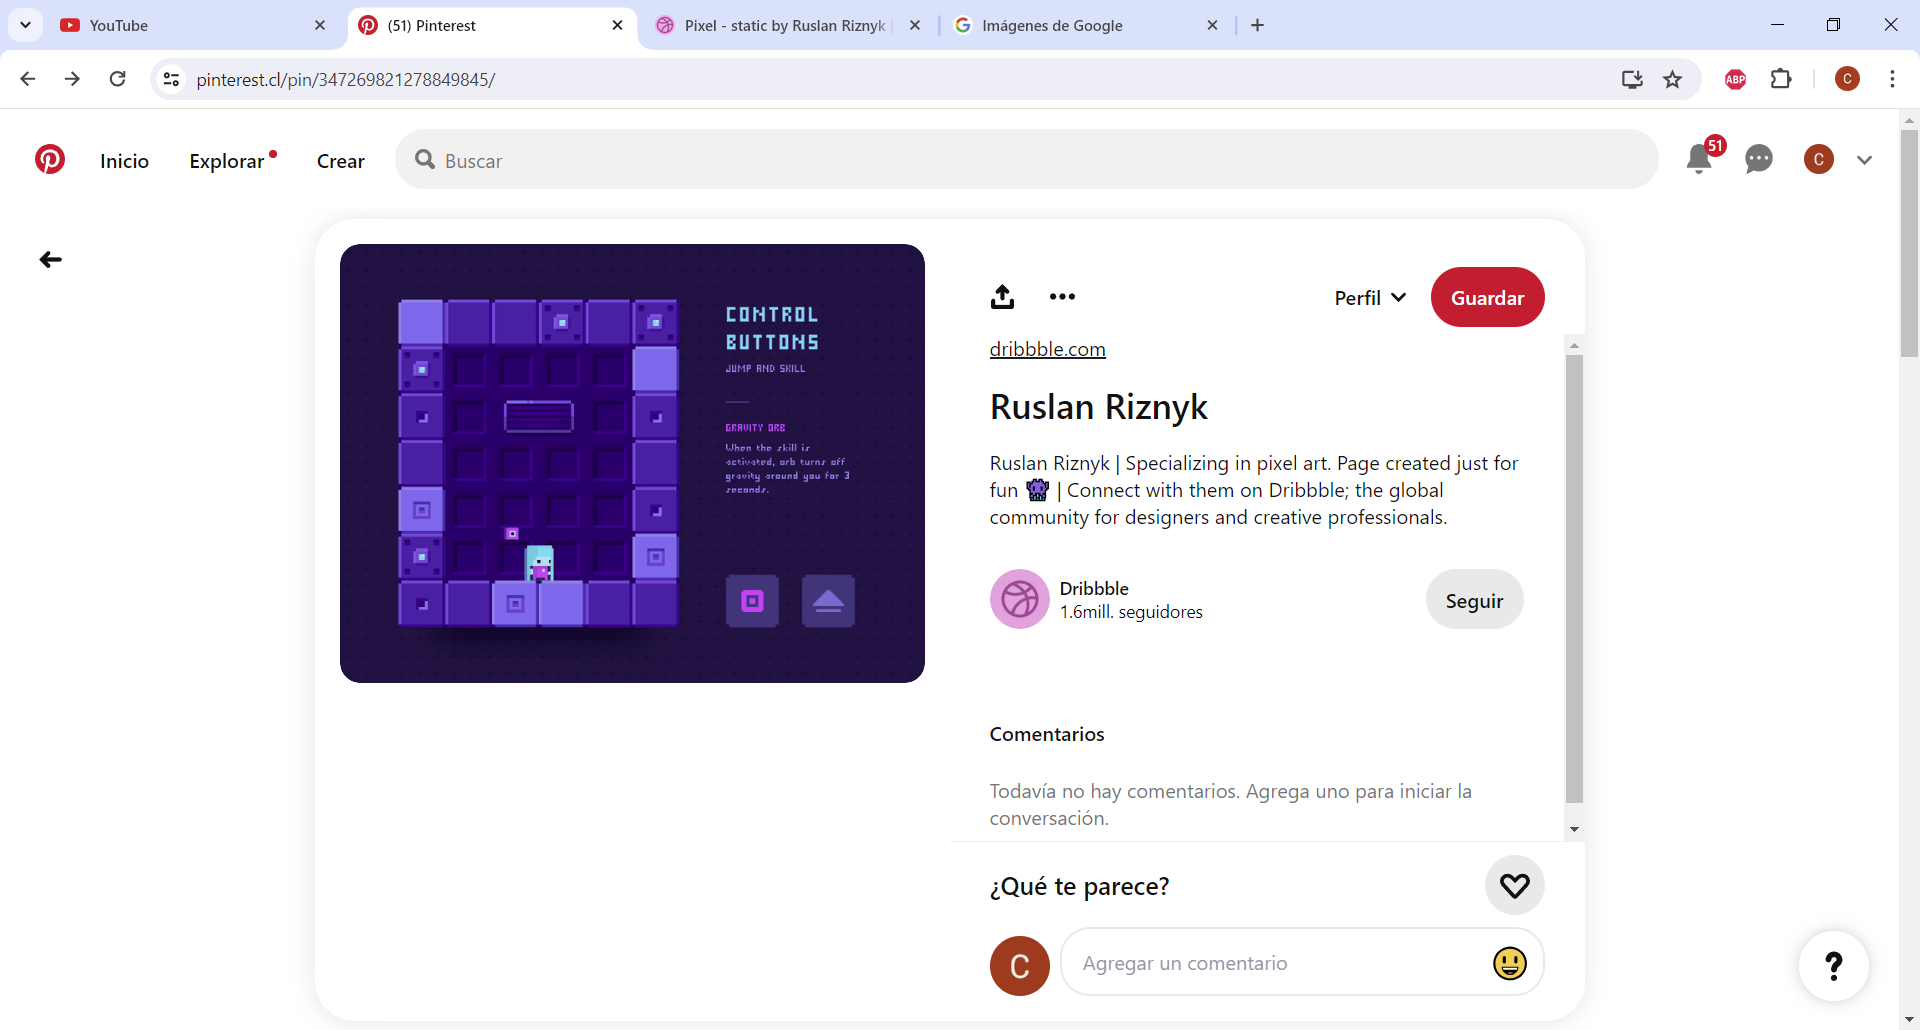 YouTube
(51) Pinterest
Pixel - static by Ruslan Riznyk
Imágenes de Google
pinterest.cl/pin/347269821278849845/
ABP
C
Inicio
Explorar
Crear
Buscar
51
C
CONTROL
BUTTONS
JUMP AND SKILL
GRAVITY ORB
When the skill is
activated, orb turns off
gravity around you for 3
seconds.
Perfil
Guardar
dribbble.com
Ruslan Riznyk
Ruslan Riznyk | Specializing in pixel art. Page created just for
fun | Connect with them on Dribbble; the global
community for designers and creative professionals.
Dribbble
1.6mill. seguidores
Seguir
Comentarios
Todavía no hay comentarios. Agrega uno para iniciar la
conversación.
¿Qué te parece?
C
Agregar un comentario
?